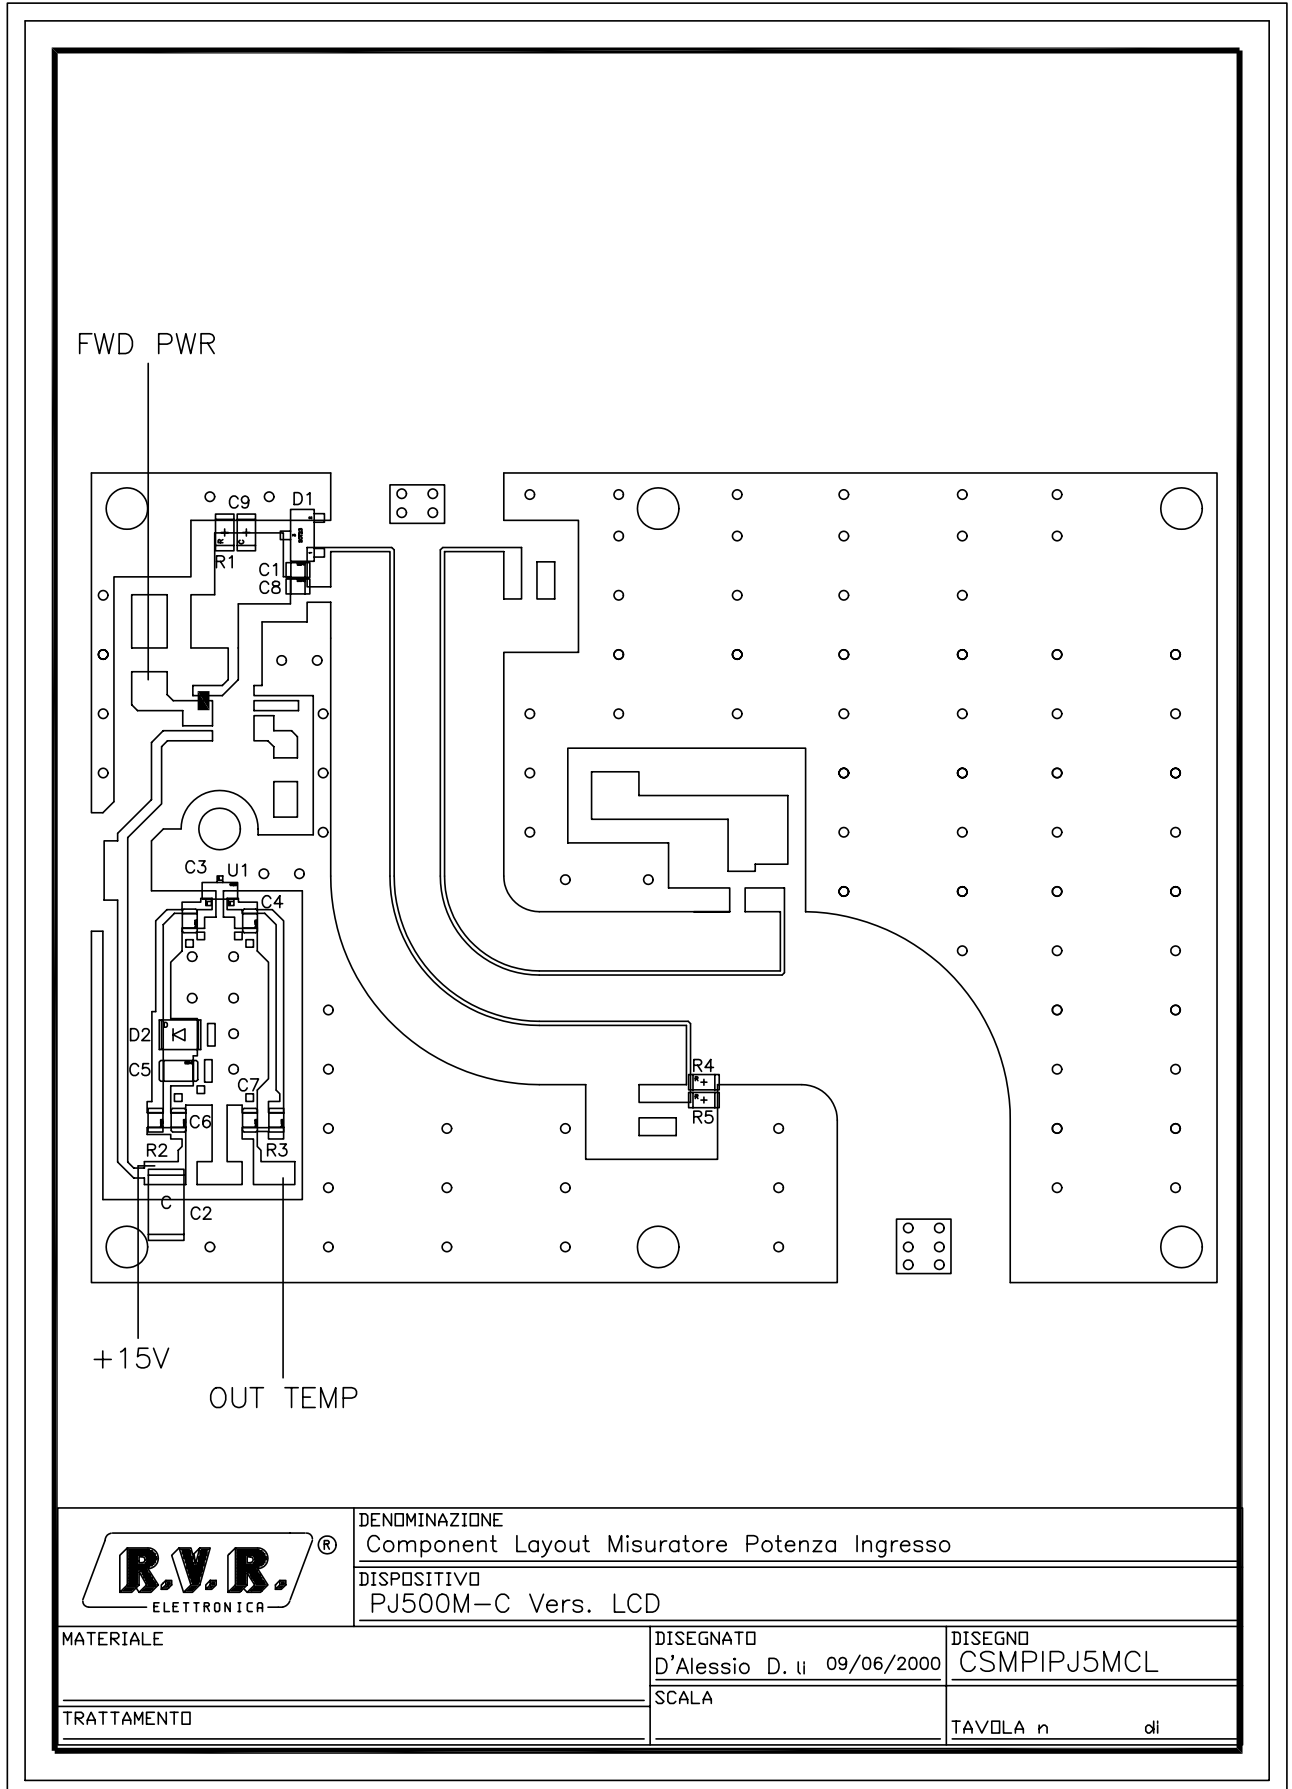 FWD PWR
C9
D1
R1
C1
C8
C3
U1
C4
D2
C5
C7
R4
R5
C6
R2
R3
C
C2
+15V
OUT TEMP
R.V.R.®
ELETTRONICA
DENOMINAZIONE
Component Layout Misuratore Potenza Ingresso
DISPOSITIVO
PJ500M-C Vers. LCD
MATERIALE
TRATTAMENTO
DISEGNATO
D'Alessio D. li 09/06/2000
SCALA
DISEGNO
CSMPIPJ5MCL
TAVOLA n di